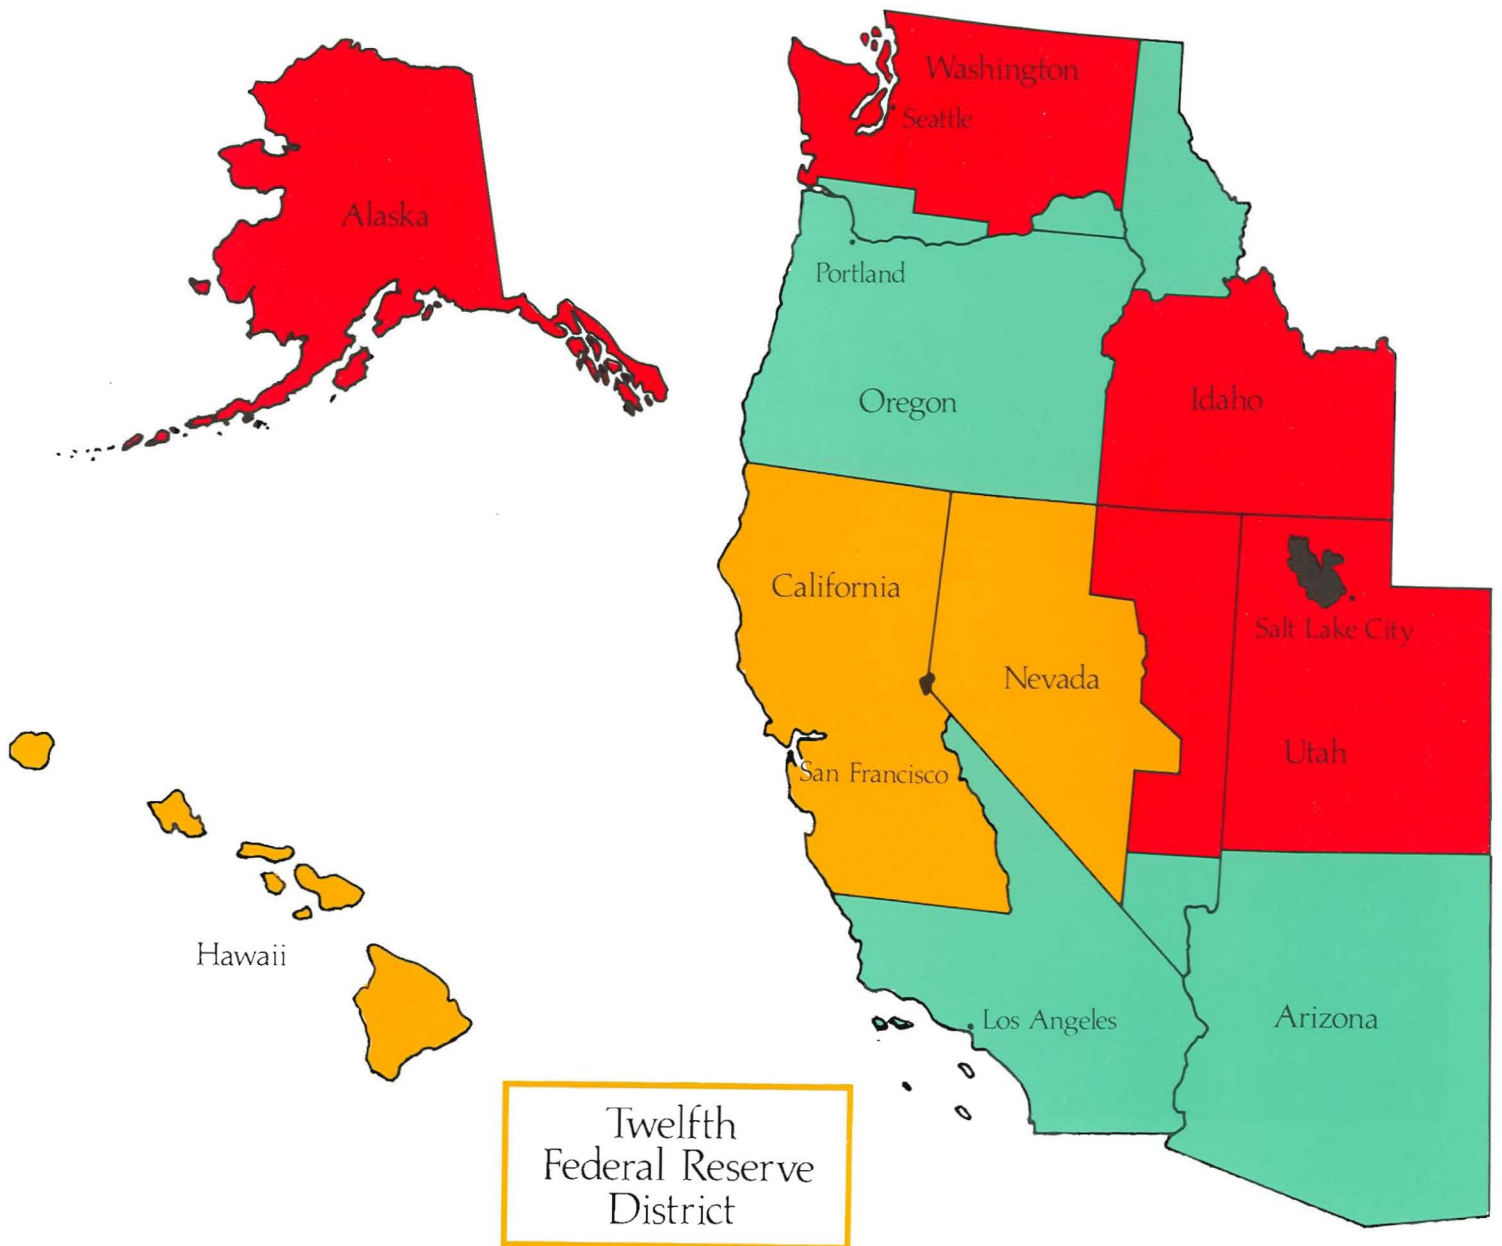 Washington
Seattle
Alaska
Portland
Oregon
Idaho
California
Salt Lake City
Nevada
Utah
San Francisco
Hawaii
Los Angeles
Arizona
Twelfth
Federal Reserve
District